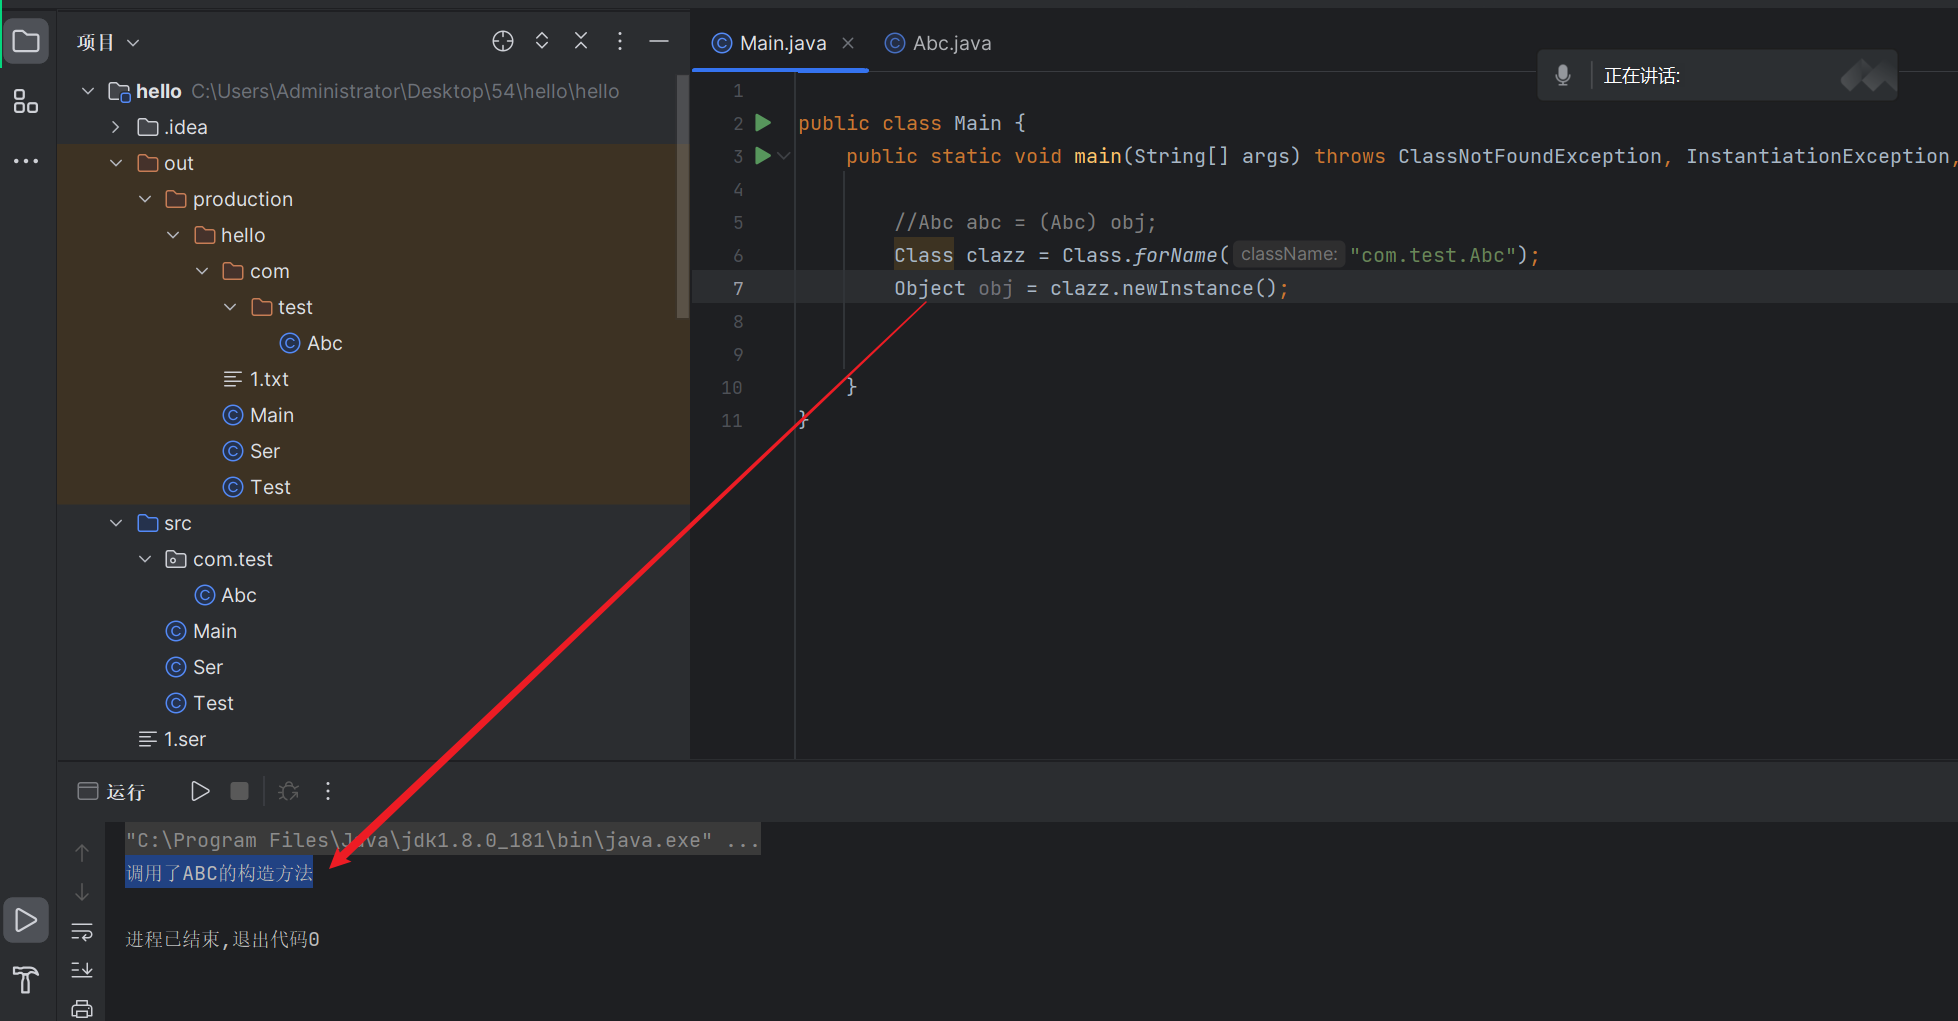 项目
hello C:\Users\Administrator\Desktop\54\hello\hello
.idea
out
production
hello
com
test
Abc
1.txt
Main
Ser
Test
src
com.test
Abc
Main
Ser
Test
1.ser
Main.java
Abc.java
正在讲话:
1
2 public class Main {
3 public static void main(String[] args) throws ClassNotFoundException, InstantiationException,
4
5 //Abc abc = (Abc) obj;
6 Class clazz = Class.forName( className: "com.test.Abc");
7 Object obj = clazz.newInstance();
8
9
10 }
11 }
运行
"C:\Program Files\Java\jdk1.8.0_181\bin\java.exe" ...
调用了ABC的构造方法
进程已结束,退出代码0